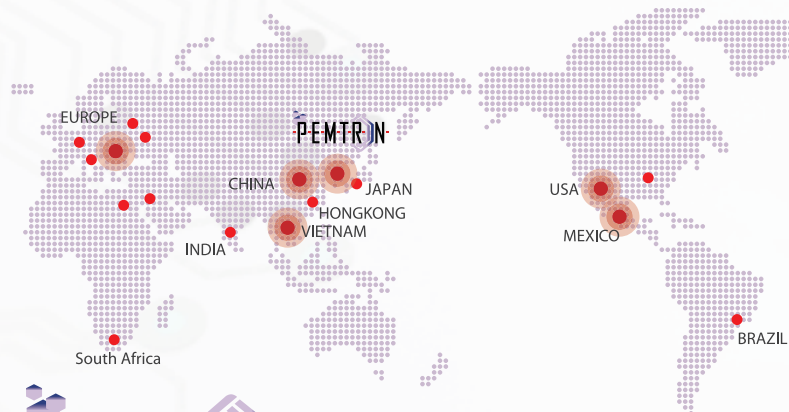 EUROPE
PEMTRON
CHINA
JAPAN
USA
HONGKONG
VIETNAM
MEXICO
INDIA
BRAZIL
South Africa